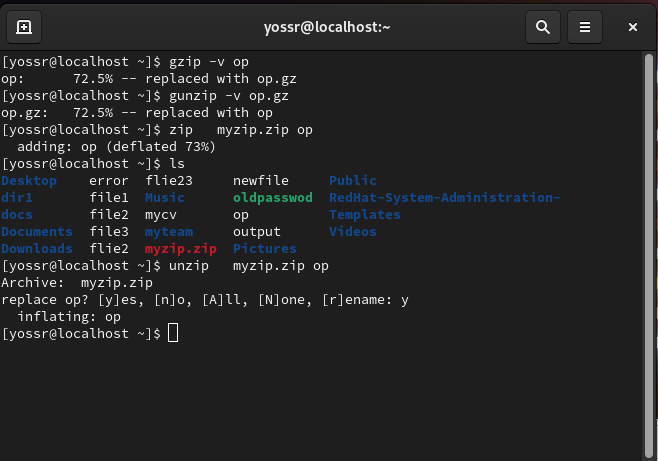 yossr@localhost:~
[yossr@localhost ~]$ gzip -v op
op:      72.5% -- replaced with op.gz
[yossr@localhost ~]$ gunzip -v op.gz
op.gz:   72.5% -- replaced with op
[yossr@localhost ~]$ zip   myzip.zip op
  adding: op (deflated 73%)
[yossr@localhost ~]$ ls
Desktop    error  flie23     newfile     Public
dir1       file1  Music      oldpasswod  RedHat-System-Administration-
docs       file2  mycv       op          Templates
Documents  file3  myteam     output      Videos
Downloads  flie2  myzip.zip  Pictures
[yossr@localhost ~]$ unzip   myzip.zip op
Archive:  myzip.zip
replace op? [y]es, [n]o, [A]ll, [N]one, [r]ename: y
  inflating: op
[yossr@localhost ~]$